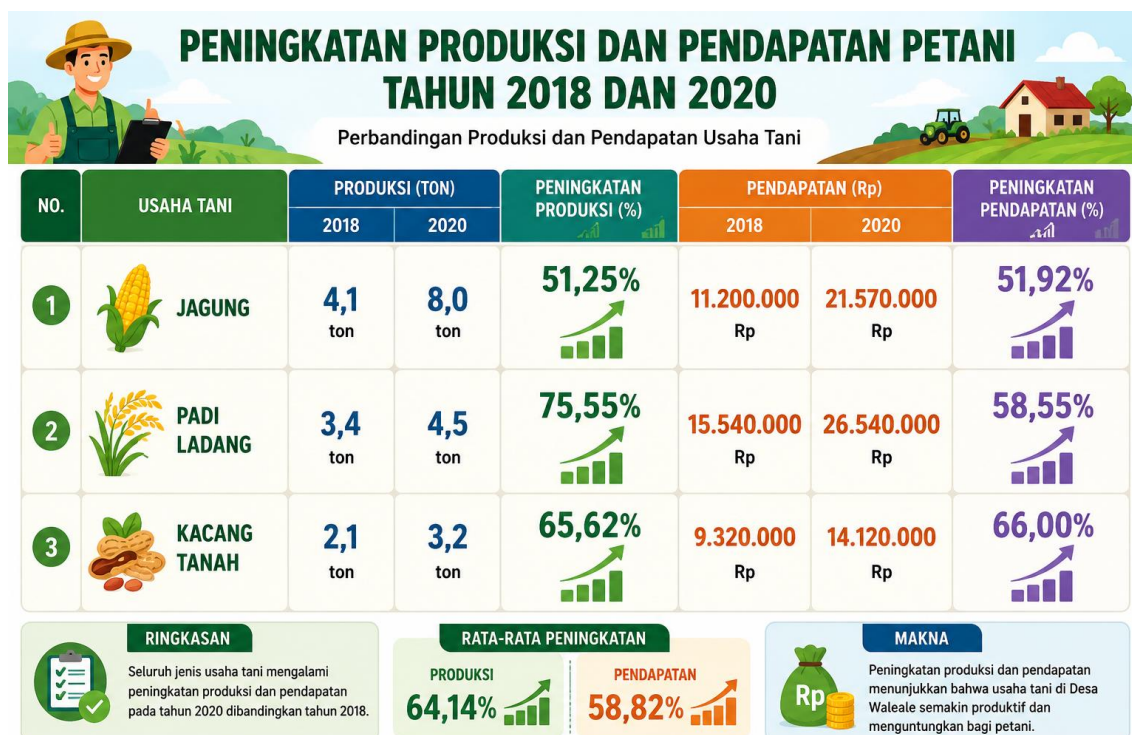 PENINGKATAN PRODUKSI DAN PENDAPATAN PETANI
TAHUN 2018 DAN 2020
Perbandingan Produksi dan Pendapatan Usaha Tani
NO.
USAHA TANI
PRODUKSI (TON)
2018
2020
PENINGKATAN
PRODUKSI (%)
PENDAPATAN (Rp)
2018
2020
PENINGKATAN
PENDAPATAN (%)
1
JAGUNG
4,1
ton
8,0
ton
51,25%
11.200.000
Rp
21.570.000
Rp
51,92%
2
PADI
LADANG
3,4
ton
4,5
ton
75,55%
15.540.000
Rp
26.540.000
Rp
58,55%
3
KACANG
TANAH
2,1
ton
3,2
ton
65,62%
9.320.000
Rp
14.120.000
Rp
66,00%
RINGKASAN
Seluruh jenis usaha tani mengalami
peningkatan produksi dan pendapatan
pada tahun 2020 dibandingkan tahun 2018.
RATA-RATA PENINGKATAN
PRODUKSI
64,14%
PENDAPATAN
58,82%
MAKNA
Rp
Peningkatan produksi dan pendapatan
menunjukkan bahwa usaha tani di Desa
Waleale semakin produktif dan
menguntungkan bagi petani.